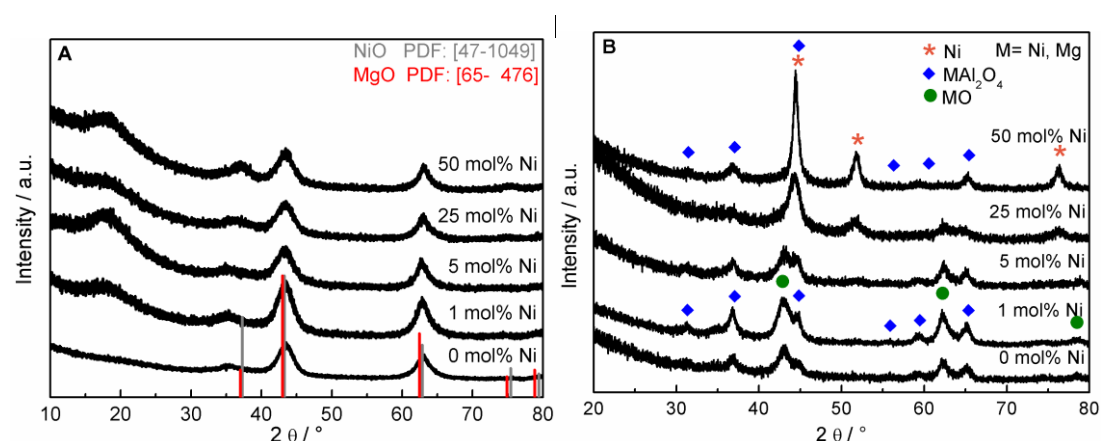 A
NiO PDF: [47-1049]
MgO PDF: [65- 476]
50 mol% Ni
25 mol% Ni
5 mol% Ni
1 mol% Ni
0 mol% Ni
Intensity / a.u.
10 20 30 40 50 60 70 80
2 θ / °
B
Ni M= Ni, Mg
MAl2O4
MO
50 mol% Ni
25 mol% Ni
5 mol% Ni
1 mol% Ni
0 mol% Ni
Intensity / a.u.
20 30 40 50 60 70 80
2 θ / °